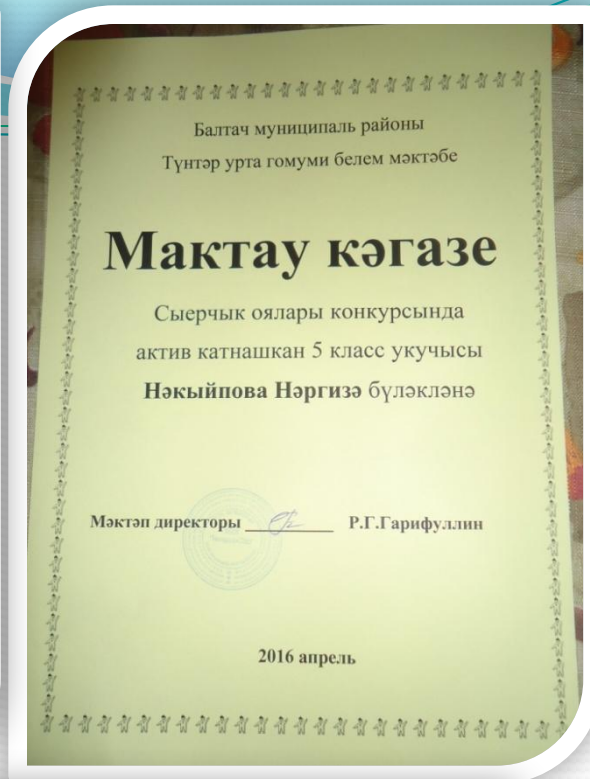 Балтач муниципаль районы
Түнтәр урта гомуми белем мәктәбе
Мактау кәгазе
Сыерчык оялары конкурсында
актив катнашкан 5 класс укучысы
Нәкыйпова Нәргизә бүләкләнә
Мәктәп директоры ___________ Р.Г.Гарифуллин
2016 апрель